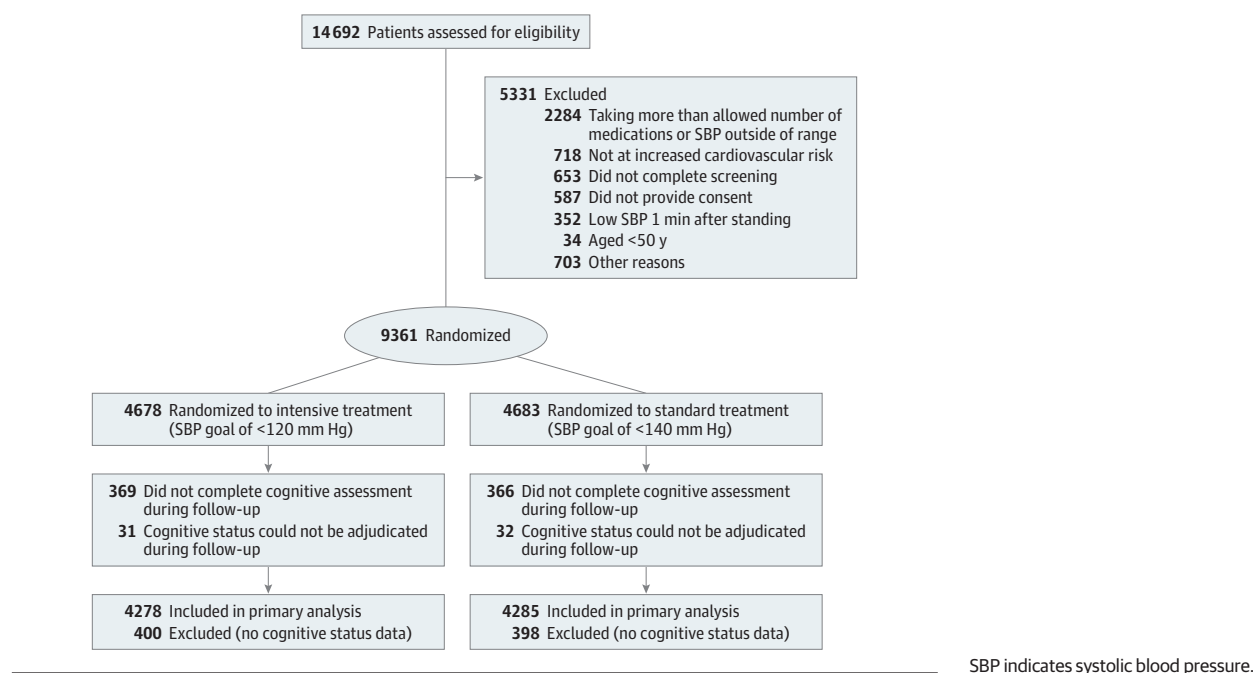 14 692 Patients assessed for eligibility
5331 Excluded
2284 Taking more than allowed number of
medications or SBP outside of range
718 Not at increased cardiovascular risk
653 Did not complete screening
587 Did not provide consent
352 Low SBP 1 min after standing
34 Aged <50 y
703 Other reasons
9361 Randomized
4678 Randomized to intensive treatment
(SBP goal of <120 mm Hg)
4683 Randomized to standard treatment
(SBP goal of <140 mm Hg)
369 Did not complete cognitive assessment
during follow-up
31 Cognitive status could not be adjudicated
during follow-up
366 Did not complete cognitive assessment
during follow-up
32 Cognitive status could not be adjudicated
during follow-up
4278 Included in primary analysis
400 Excluded (no cognitive status data)
4285 Included in primary analysis
398 Excluded (no cognitive status data)
SBP indicates systolic blood pressure.